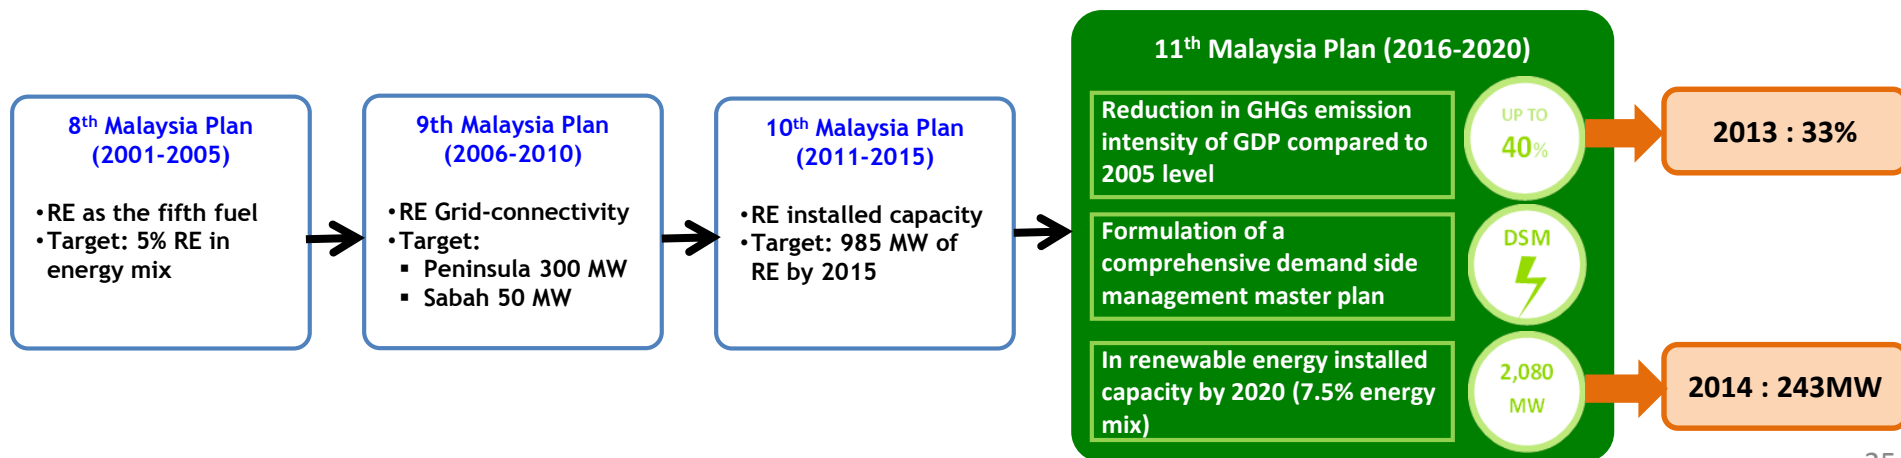 8th Malaysia Plan
(2001-2005)
•RE as the fifth fuel
•Target: 5% RE in
energy mix
9th Malaysia Plan
(2006-2010)
•RE Grid-connectivity
•Target:
▪ Peninsula 300 MW
▪ Sabah 50 MW
10th Malaysia Plan
(2011-2015)
•RE installed capacity
•Target: 985 MW of
RE by 2015
11th Malaysia Plan (2016-2020)
Reduction in GHGs emission
intensity of GDP compared to
2005 level
UP TO
40%
2013 : 33%
Formulation of a
comprehensive demand side
management master plan
DSM
In renewable energy installed
capacity by 2020 (7.5% energy
mix)
2,080
MW
2014 : 243MW